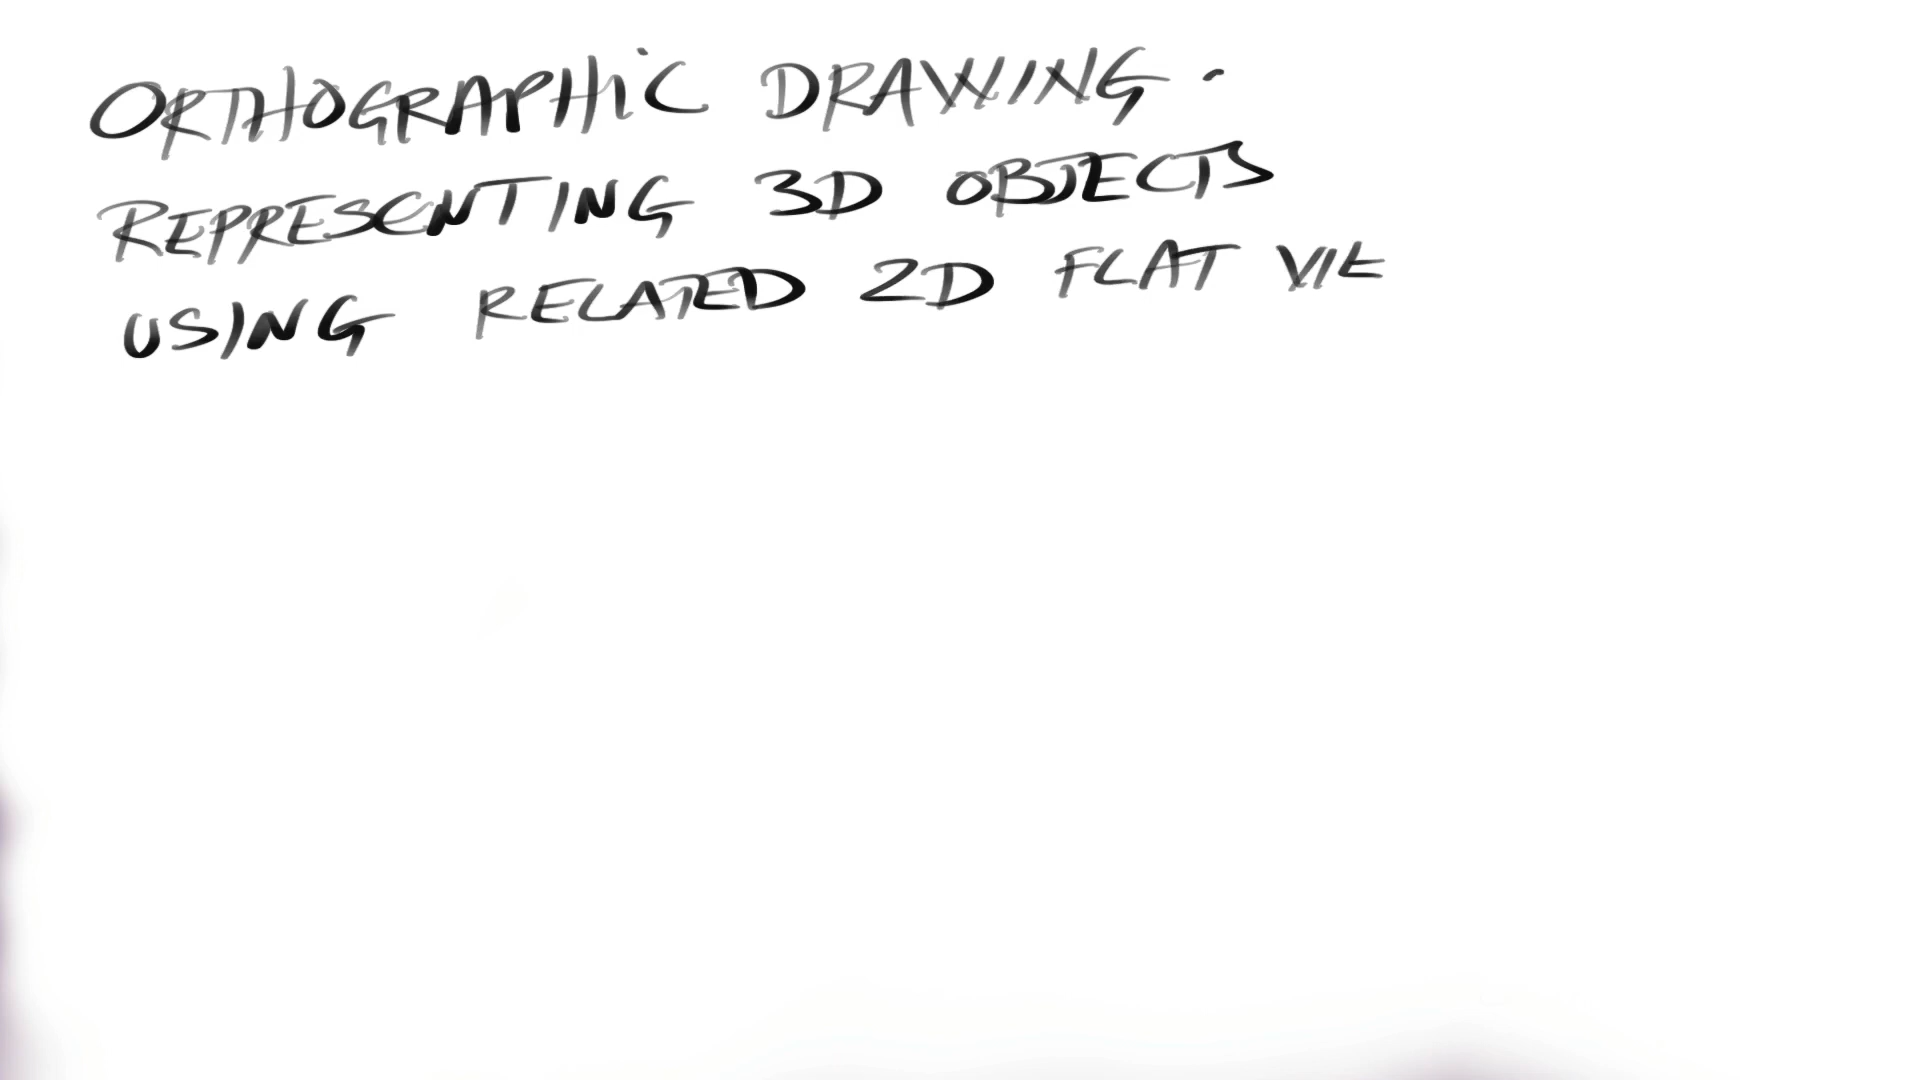 ORTHOGRAPHIC DRAWING.
REPRESENTING 3D OBJECTS
USING RELATED 2D FLAT VIE